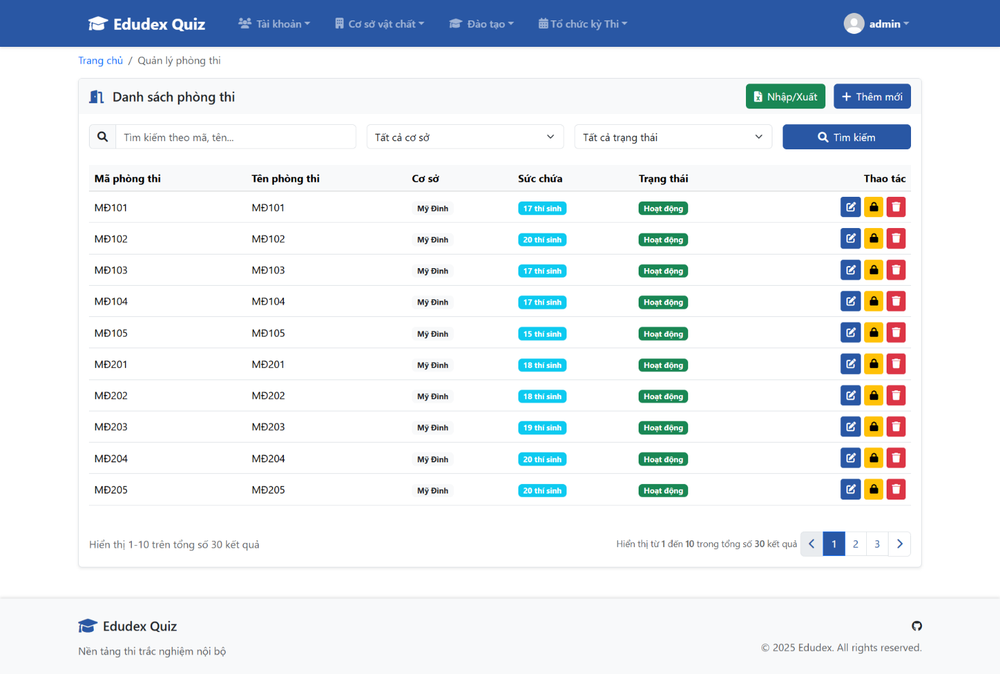 Edudex Quiz Tài khoản Cơ sở vật chất Đào tạo Tổ chức kỳ Thi admin
Trang chủ / Quản lý phòng thi
Danh sách phòng thi Nhập/Xuất Thêm mới
Tìm kiếm theo mã, tên... Tất cả cơ sở Tất cả trạng thái Tìm kiếm
Mã phòng thi Tên phòng thi Cơ sở Sức chứa Trạng thái Thao tác
MĐ101 MĐ101 Mỹ Đình 17 thí sinh Hoạt động
MĐ102 MĐ102 Mỹ Đình 20 thí sinh Hoạt động
MĐ103 MĐ103 Mỹ Đình 17 thí sinh Hoạt động
MĐ104 MĐ104 Mỹ Đình 17 thí sinh Hoạt động
MĐ105 MĐ105 Mỹ Đình 15 thí sinh Hoạt động
MĐ201 MĐ201 Mỹ Đình 18 thí sinh Hoạt động
MĐ202 MĐ202 Mỹ Đình 18 thí sinh Hoạt động
MĐ203 MĐ203 Mỹ Đình 19 thí sinh Hoạt động
MĐ204 MĐ204 Mỹ Đình 20 thí sinh Hoạt động
MĐ205 MĐ205 Mỹ Đình 20 thí sinh Hoạt động
Hiển thị 1-10 trên tổng số 30 kết quả Hiển thị từ 1 đến 10 trong tổng số 30 kết quả 1 2 3
Edudex Quiz
Nền tảng thi trắc nghiệm nội bộ © 2025 Edudex. All rights reserved.